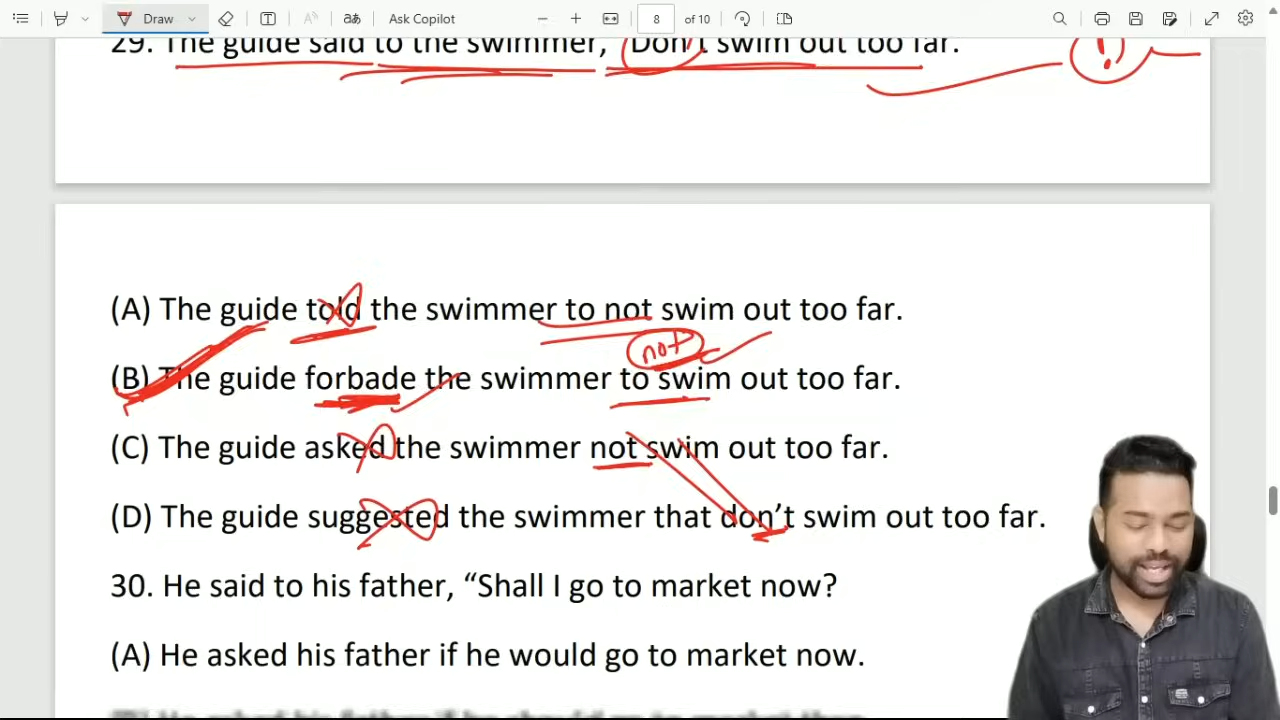 Draw
Ask Copilot
8 of 10
29. The guide said to the swimmer, Don't swim out too far.
(A) The guide told the swimmer to not swim out too far.
not
(B) The guide forbade the swimmer to swim out too far.
(C) The guide asked the swimmer not swim out too far.
(D) The guide suggested the swimmer that don't swim out too far.
30. He said to his father, “Shall I go to market now?
(A) He asked his father if he would go to market now.